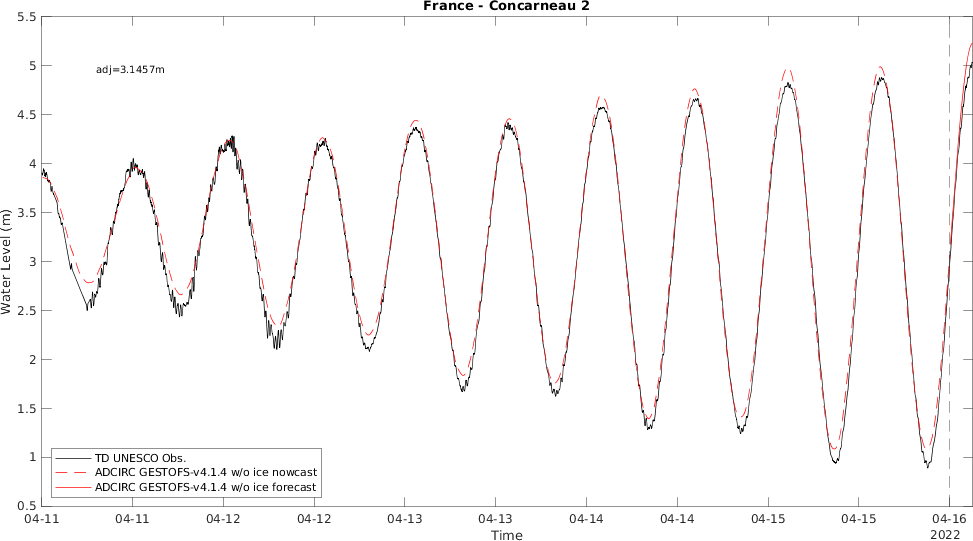 France - Concarneau 2
5.5
5
4.5
4
3.5
3
2.5
2
1.5
1
0.5
Water Level (m)
adj=3.1457m
TD UNESCO Obs.
ADCIRC GESTOFS-v4.1.4 w/o ice nowcast
ADCIRC GESTOFS-v4.1.4 w/o ice forecast
04-11 04-11 04-12 04-12 04-13 04-13 04-14 04-14 04-15 04-15 04-16
2022
Time